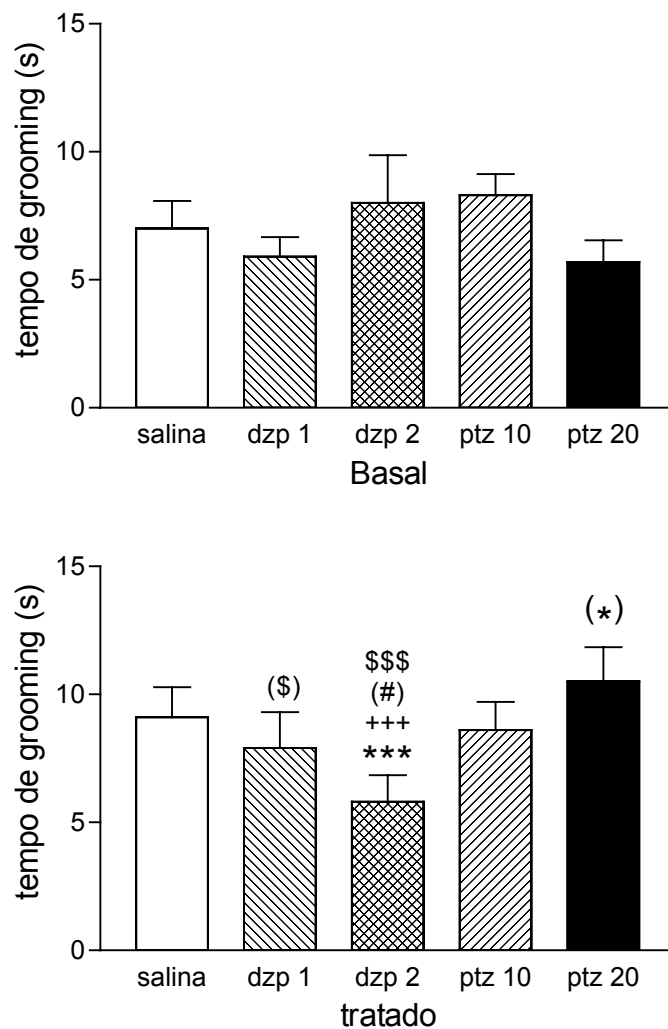 tempo de grooming (s)
15
10
5
0
salina dzp 1 dzp 2 ptz 10 ptz 20
Basal
tempo de grooming (s)
15
10
5
0
(*)
$$$
($) (#)
+++
***
salina dzp 1 dzp 2 ptz 10 ptz 20
tratado